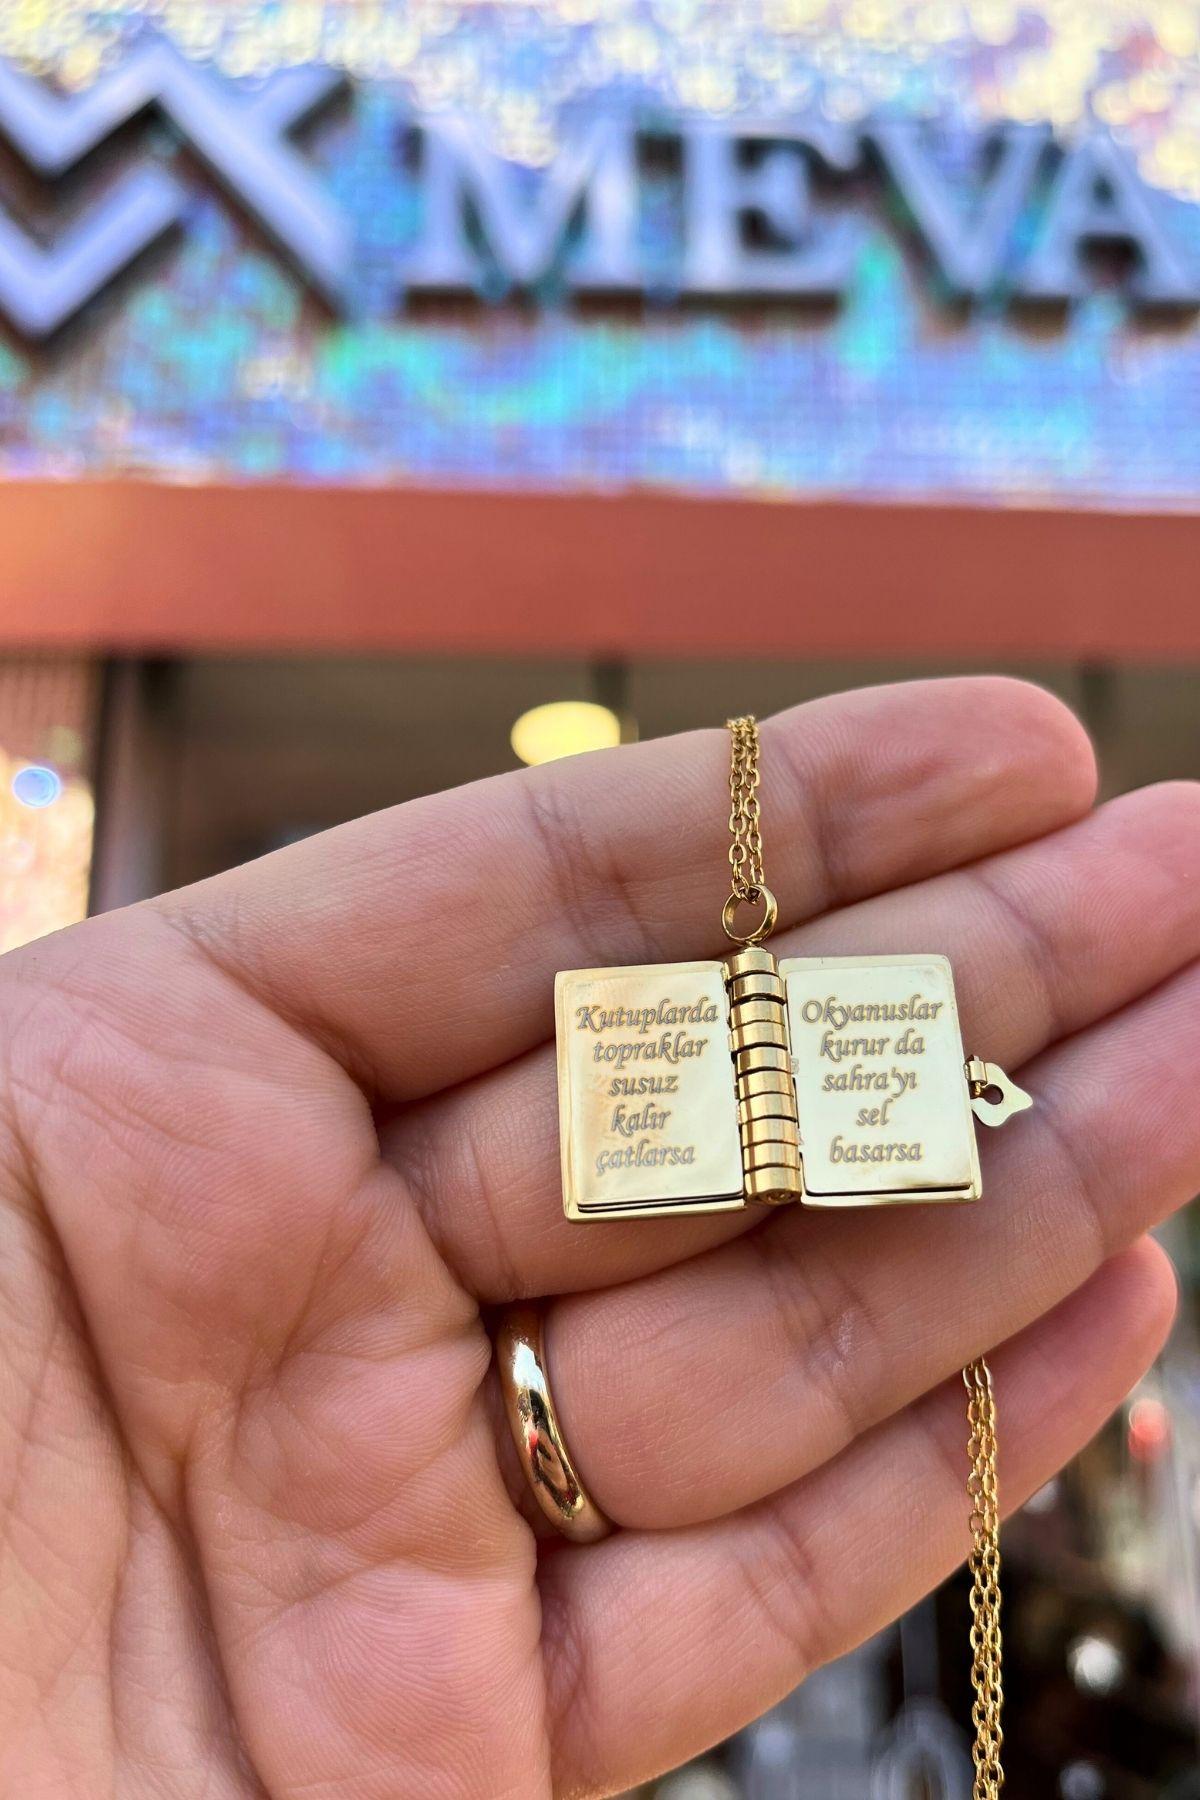 MEVA
Kutuplarda
topraklar
susuz
kalır
çatlarsa
Okyanuslar
kurur da
sahra'yı
sel
basarsa